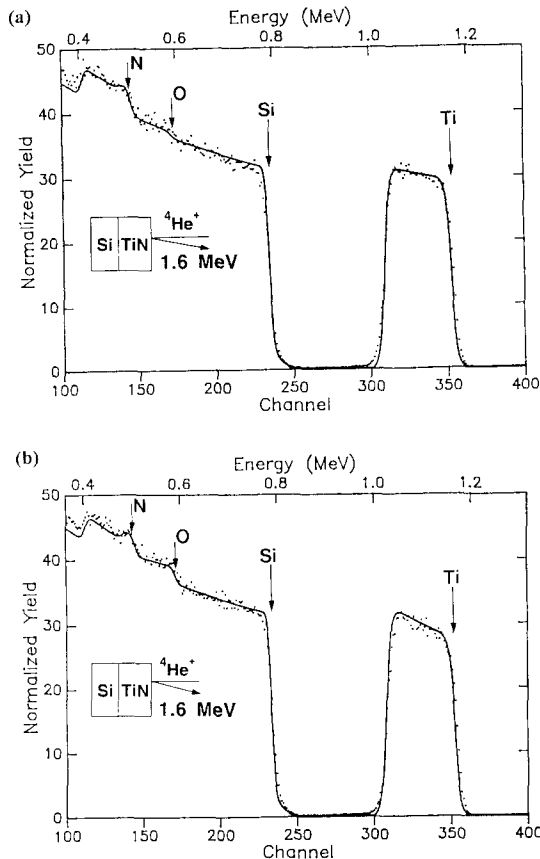 (a)
Energy (MeV)
0.4 0.6 0.8 1.0 1.2
50
40
30
20
10
0
Normalized Yield
N
O
Si
Ti
Si TiN
4He+
1.6 MeV
100 150 200 250 300 350 400
Channel
(b)
Energy (MeV)
0.4 0.6 0.8 1.0 1.2
50
40
30
20
10
0
Normalized Yield
N
O
Si
Ti
Si TiN
4He+
1.6 MeV
100 150 200 250 300 350 400
Channel